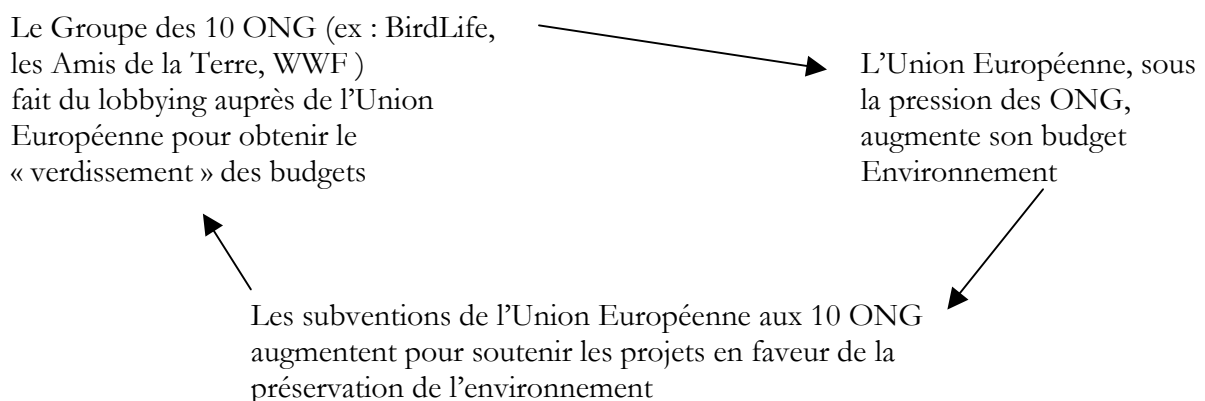 Le Groupe des 10 ONG (ex : BirdLife,
les Amis de la Terre, WWF )
fait du lobbying auprès de l’Union
Européenne pour obtenir le
« verdissement » des budgets
L’Union Européenne, sous
la pression des ONG,
augmente son budget
Environnement
Les subventions de l’Union Européenne aux 10 ONG
augmentent pour soutenir les projets en faveur de la
préservation de l’environnement